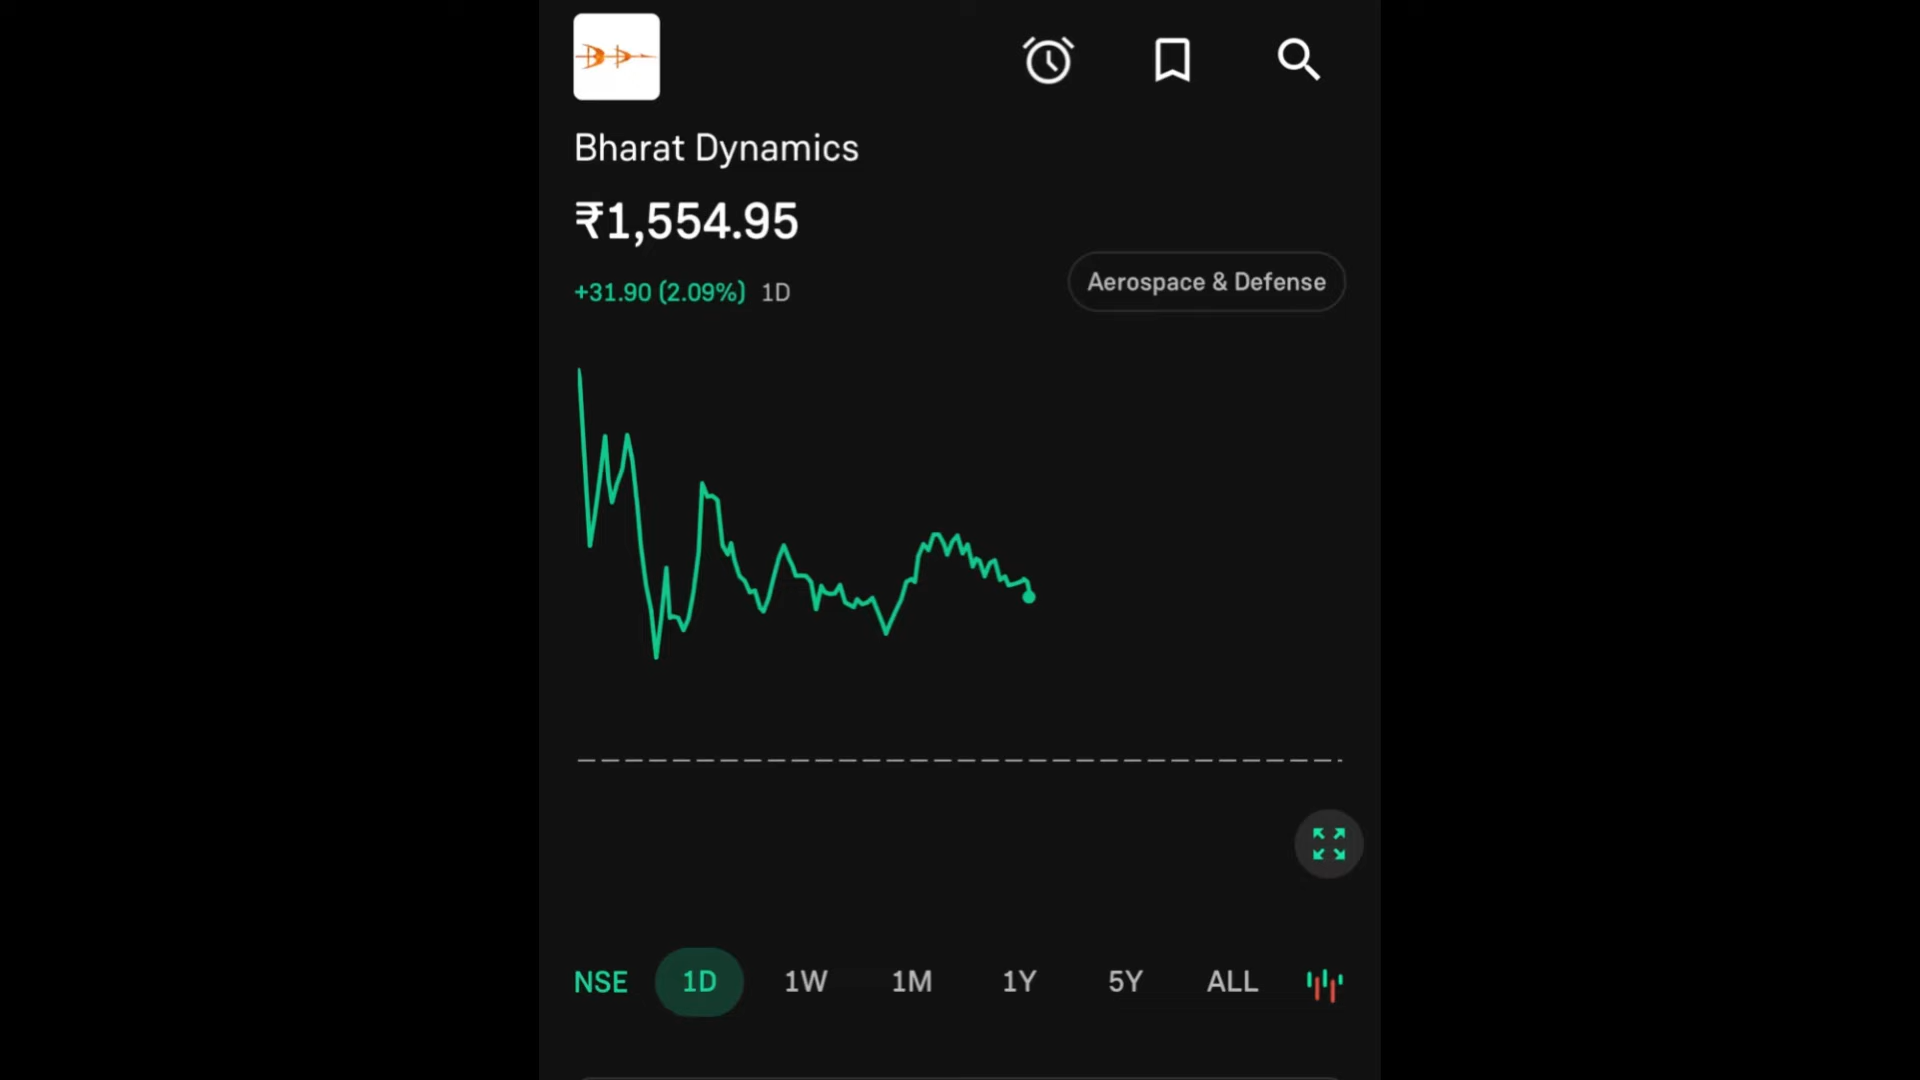 Bharat Dynamics
₹1,554.95
+31.90 (2.09%) 1D
Aerospace & Defense
NSE 1D 1W 1M 1Y 5Y ALL